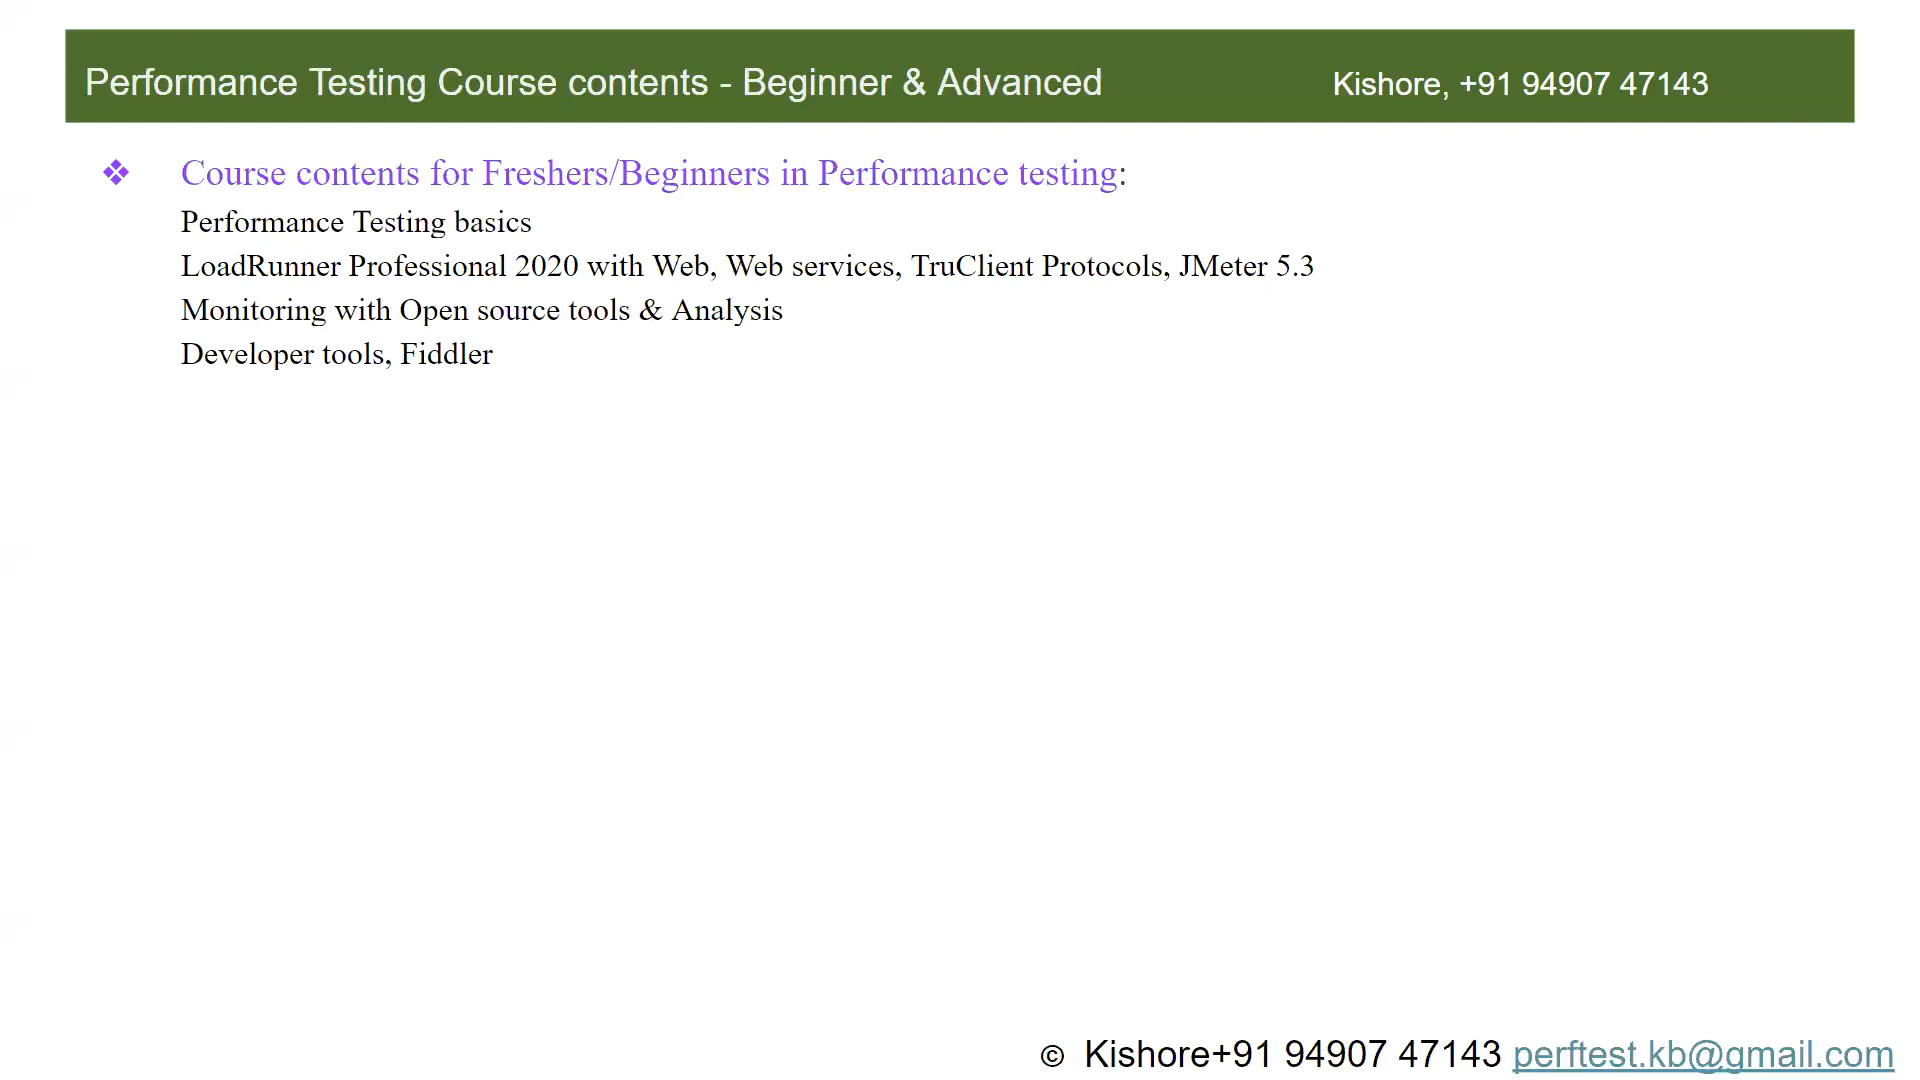 Performance Testing Course contents - Beginner & Advanced Kishore, +91 94907 47143
❖ Course contents for Freshers/Beginners in Performance testing:
Performance Testing basics
LoadRunner Professional 2020 with Web, Web services, TruClient Protocols, JMeter 5.3
Monitoring with Open source tools & Analysis
Developer tools, Fiddler
© Kishore+91 94907 47143 perftest.kb@gmail.com